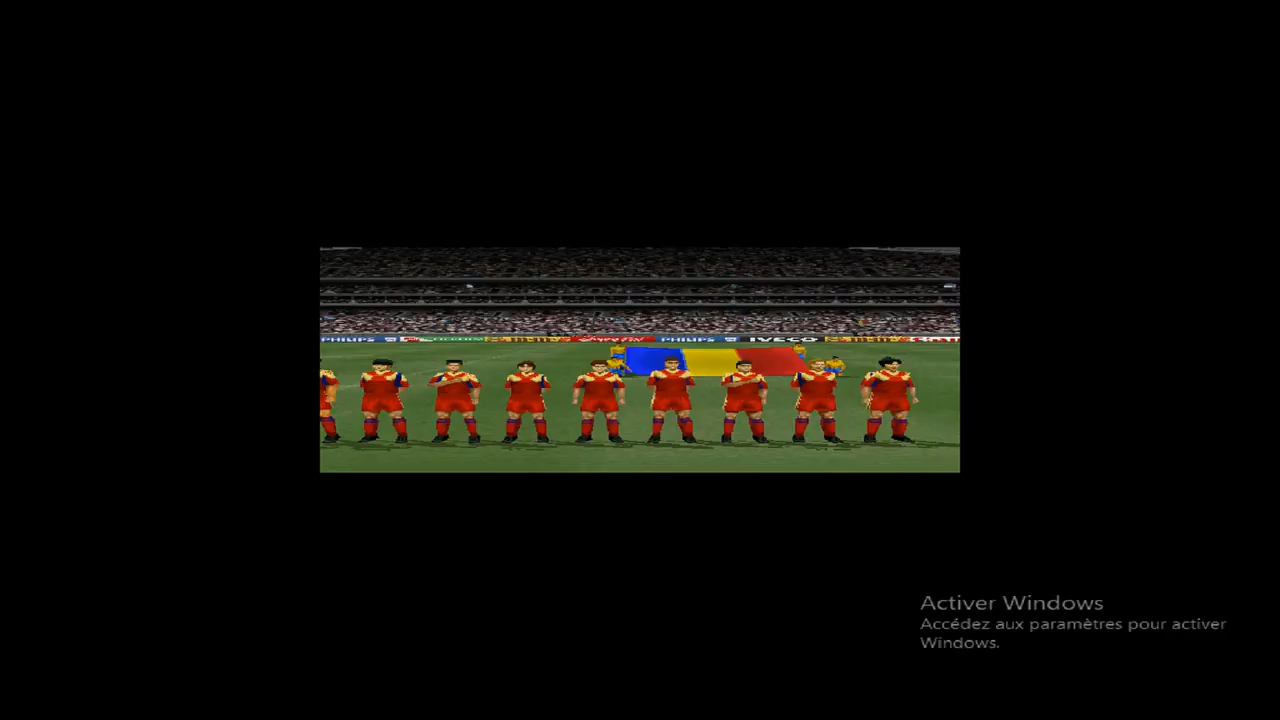 PHILIPS PHILIPS IVECO
Activer Windows
Accédez aux paramètres pour activer
Windows.